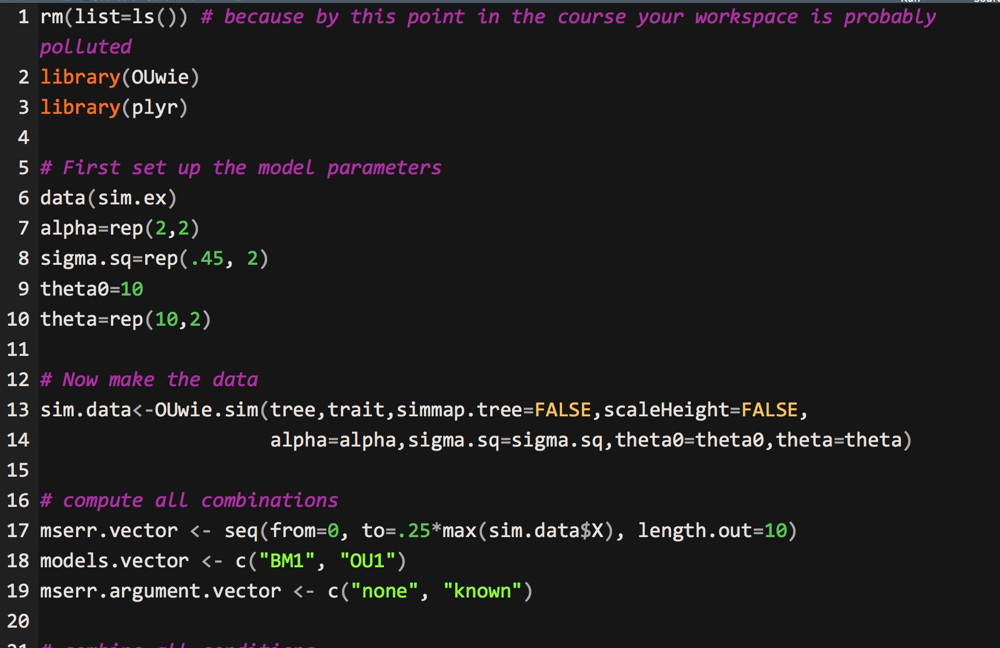 1 rm(list=ls()) # because by this point in the course your workspace is probably
polluted
2 library(OUwie)
3 library(plyr)
4
5 # First set up the model parameters
6 data(sim.ex)
7 alpha=rep(2,2)
8 sigma.sq=rep(.45, 2)
9 theta0=10
10 theta=rep(10,2)
11
12 # Now make the data
13 sim.data<-OUwie.sim(tree,trait,simmap.tree=FALSE,scaleHeight=FALSE,
14 alpha=alpha,sigma.sq=sigma.sq,theta0=theta0,theta=theta)
15
16 # compute all combinations
17 mserr.vector <- seq(from=0, to=.25*max(sim.data$X), length.out=10)
18 models.vector <- c("BM1", "OU1")
19 mserr.argument.vector <- c("none", "known")
20
21 # combine all conditions